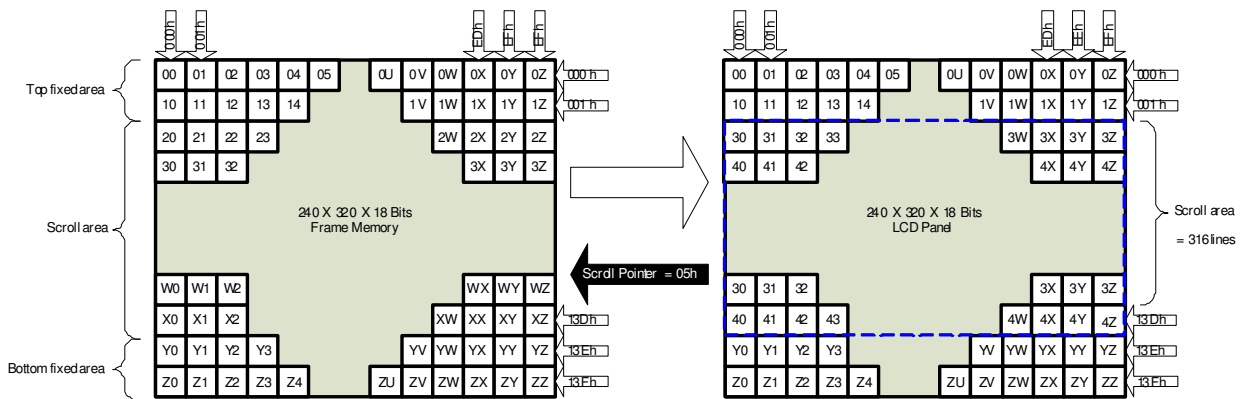 000h 001h EDh EFh EFh 000h 001h EDh EEh EFh
00 01 02 03 04 05 0U 0V 0W 0X 0Y 0Z 000h 00 01 02 03 04 05 0U 0V 0W 0X 0Y 0Z 000h
Top fixed area
10 11 12 13 14 1V 1W 1X 1Y 1Z 001h 10 11 12 13 14 1V 1W 1X 1Y 1Z 001h
20 21 22 23 2W 2X 2Y 2Z 30 31 32 33 3W 3X 3Y 3Z
30 31 32 3X 3Y 3Z 40 41 42 4X 4Y 4Z
240 X 320 X 18 Bits 240 X 320 X 18 Bits Scroll area
Scroll area Frame Memory LCD Panel
= 316 lines
Scroll Pointer = 05h
W0 W1 W2 WX WY WZ 30 31 32 3X 3Y 3Z
X0 X1 X2 XW XX XY XZ 13Dh 40 41 42 43 4W 4X 4Y 4Z 13Dh
Y0 Y1 Y2 Y3 YV YW YX YY YZ 13Eh Y0 Y1 Y2 Y3 YV YW YX YY YZ 13Eh
Bottom fixed area
Z0 Z1 Z2 Z3 Z4 ZU ZV ZW ZX ZY ZZ 13Fh Z0 Z1 Z2 Z3 Z4 ZU ZV ZW ZX ZY ZZ 13Fh